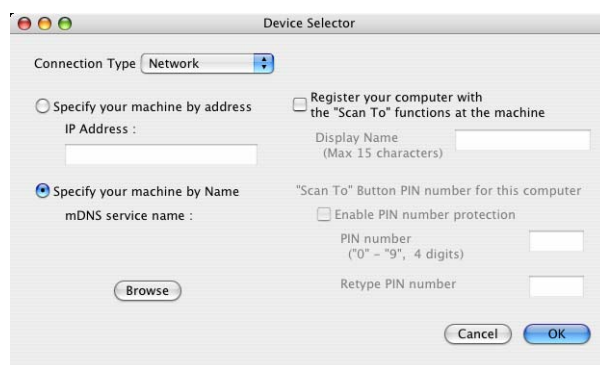 Device Selector
Connection Type Network
Specify your machine by address
IP Address :
Specify your machine by Name
mDNS service name :
Browse
Register your computer with
the "Scan To" functions at the machine
Display Name
(Max 15 characters)
"Scan To" Button PIN number for this computer
Enable PIN number protection
PIN number
("0" - "9", 4 digits)
Retype PIN number
Cancel OK